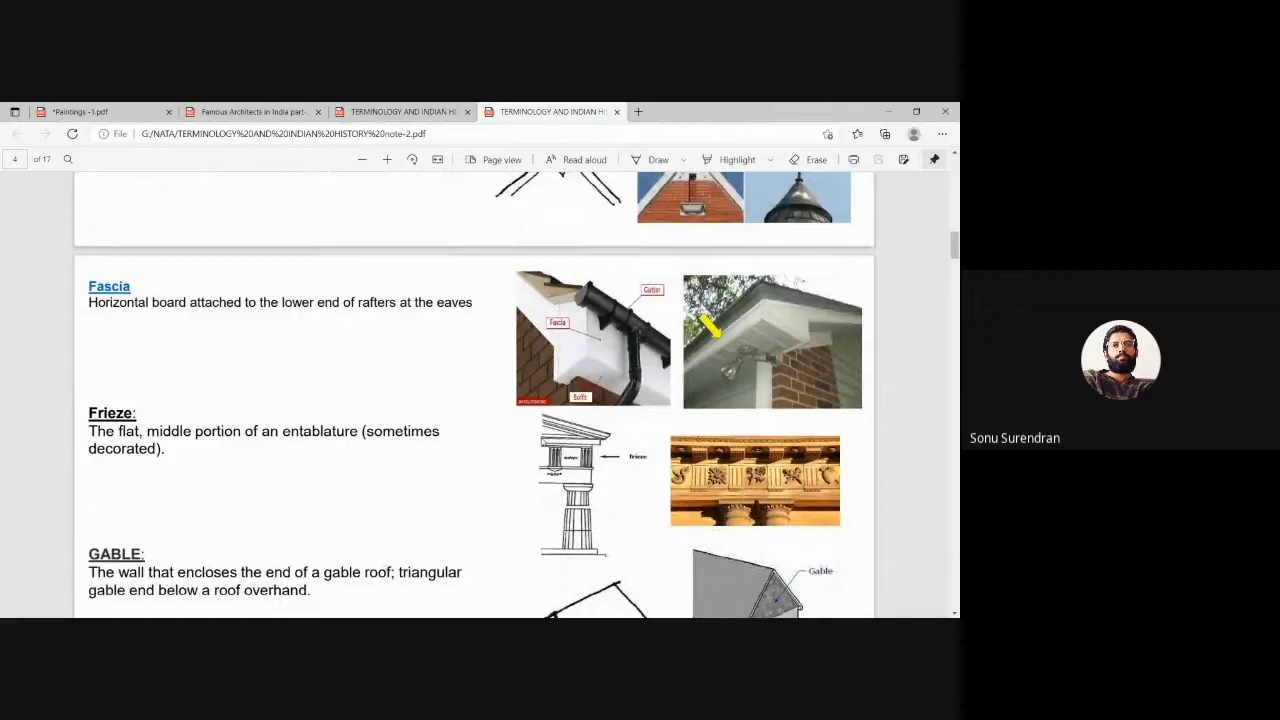 *Paintings -1.pdf
Famous Architects in India part-
TERMINOLOGY AND INDIAN HI
TERMINOLOGY AND INDIAN HI
File
G:/NATA/TERMINOLOGY%20AND%20INDIAN%20HISTORY%20note-2.pdf
4 of 17
Page view
Read aloud
Draw
Highlight
Erase
Fascia
Horizontal board attached to the lower end of rafters at the eaves
Gutter
Fascia
Soffit
Frieze:
The flat, middle portion of an entablature (sometimes
decorated).
frieze
GABLE:
The wall that encloses the end of a gable roof; triangular
gable end below a roof overhand.
Gable
Sonu Surendran